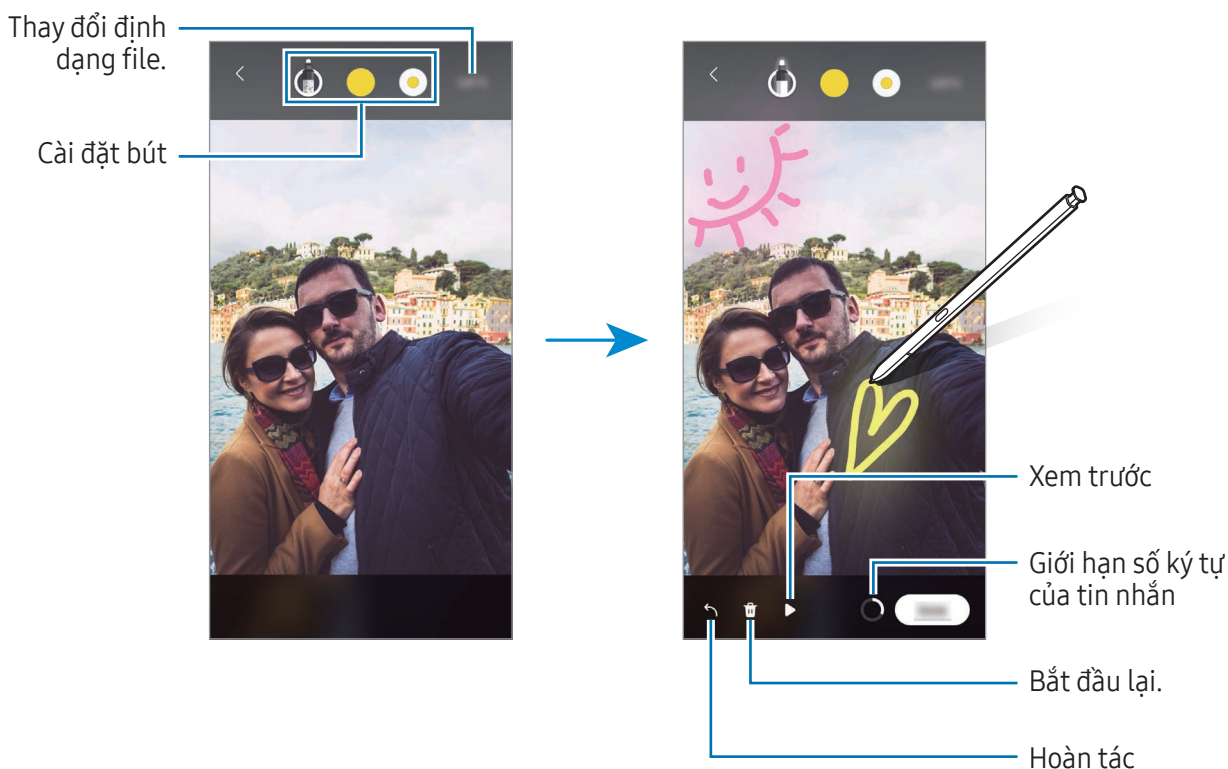 Thay đổi định
dạng file.
Cài đặt bút
Xem trước
Giới hạn số ký tự
của tin nhắn
Bắt đầu lại.
Hoàn tác